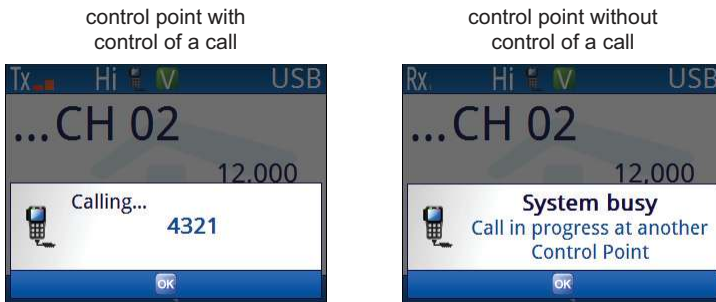 control point with
control of a call
Tx Hi V USB
...CH 02
12,000
Calling...
4321
OK
control point without
control of a call
Rx Hi V USB
...CH 02
12,000
System busy
Call in progress at another
Control Point
OK